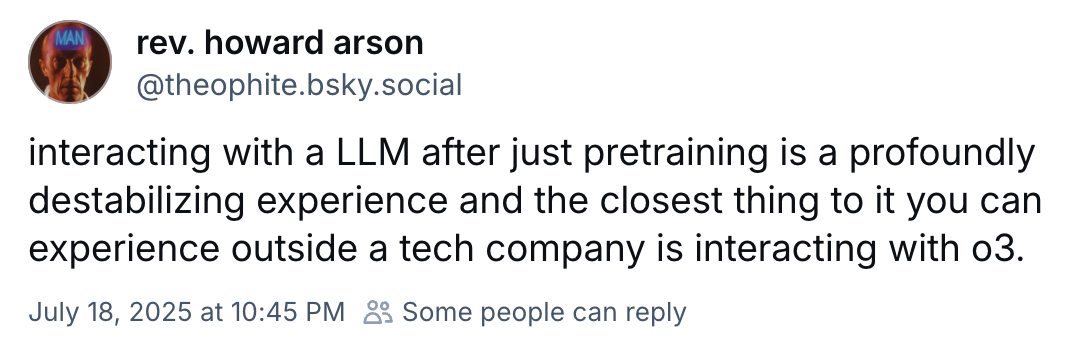 MAN
rev. howard arson
@theophite.bsky.social
interacting with a LLM after just pretraining is a profoundly
destabilizing experience and the closest thing to it you can
experience outside a tech company is interacting with o3.
July 18, 2025 at 10:45 PM Some people can reply